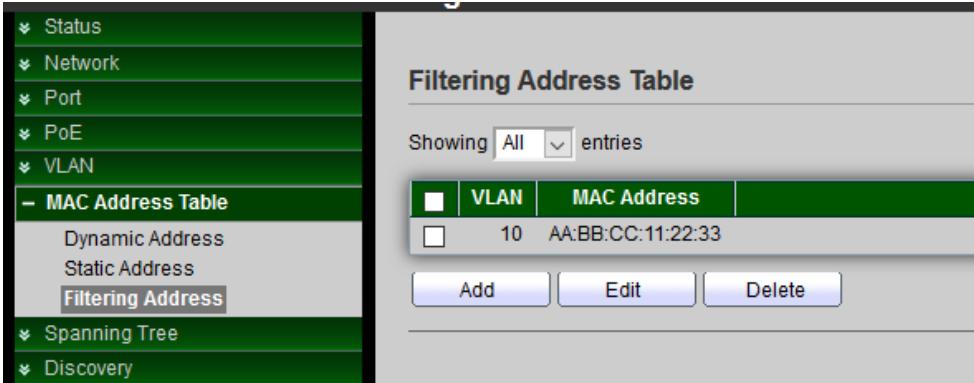 Status
Network
Port
PoE
VLAN
MAC Address Table
Dynamic Address
Static Address
Filtering Address
Spanning Tree
Discovery
Filtering Address Table
Showing All entries
VLAN MAC Address
10 AA:BB:CC:11:22:33
Add Edit Delete